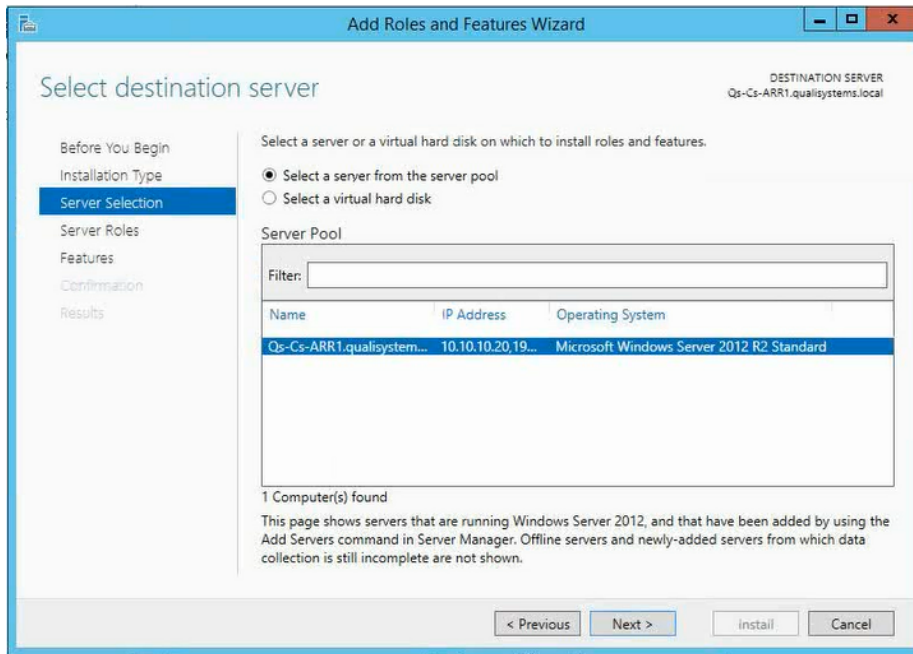 Add Roles and Features Wizard
Select destination server
DESTINATION SERVER
Qs-Cs-ARR1.qualisystems.local
Before You Begin
Installation Type
Server Selection
Server Roles
Features
Confirmation
Results
Select a server or a virtual hard disk on which to install roles and features.
Select a server from the server pool
Select a virtual hard disk
Server Pool
Filter:
Name IP Address Operating System
Qs-Cs-ARR1.qualisystem... 10.10.10.20,19... Microsoft Windows Server 2012 R2 Standard
1 Computer(s) found
This page shows servers that are running Windows Server 2012, and that have been added by using the
Add Servers command in Server Manager. Offline servers and newly-added servers from which data
collection is still incomplete are not shown.
< Previous Next > Install Cancel